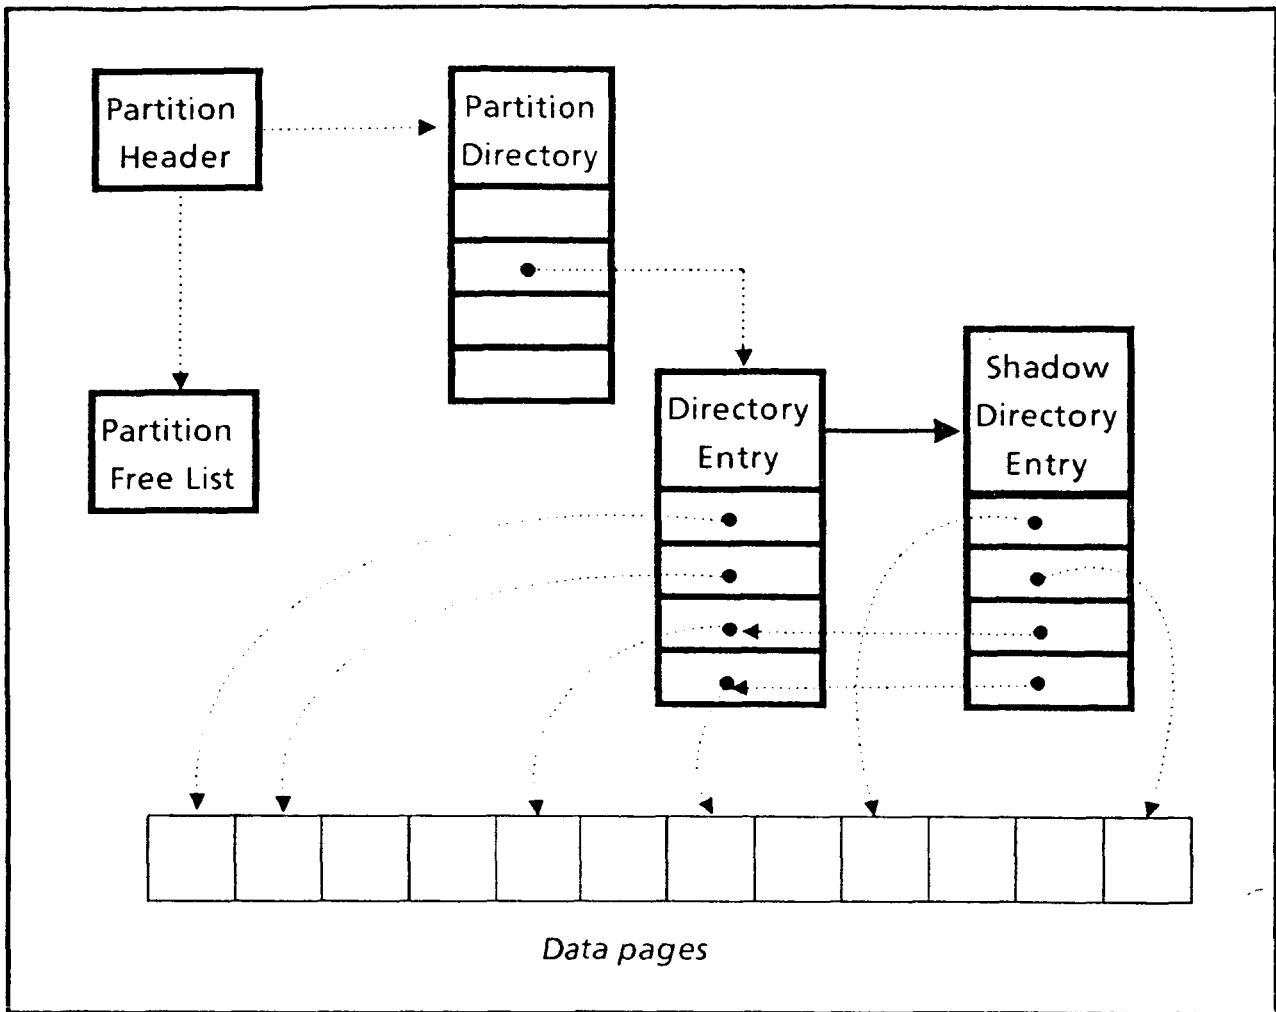 Partition
Header
Partition
Directory
Partition
Free List
Directory
Entry
Shadow
Directory
Entry
Data pages